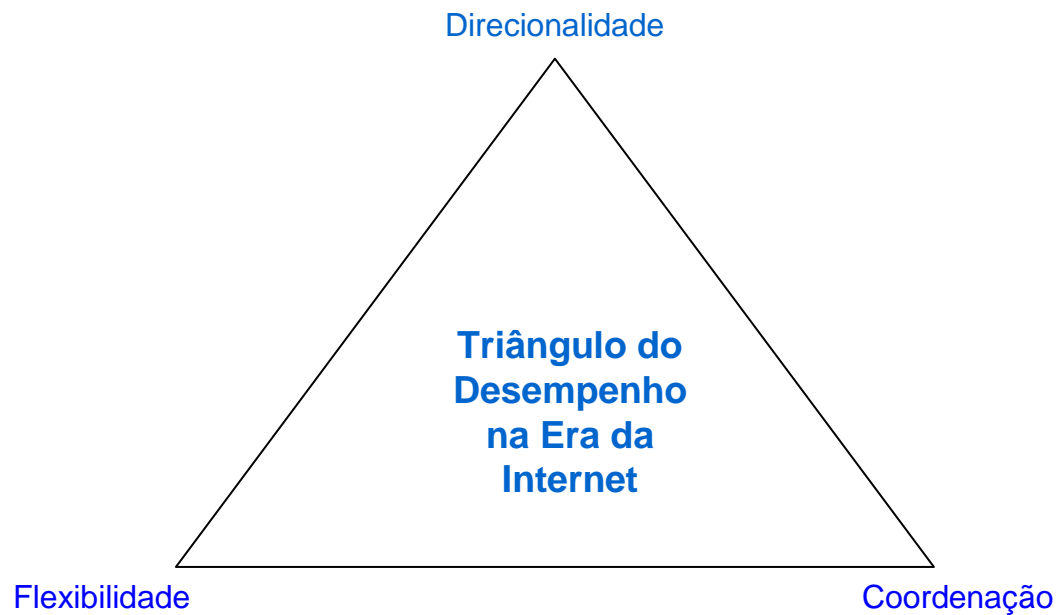 Direcionalidade
Triângulo do
Desempenho
na Era da
Internet
Flexibilidade
Coordenação